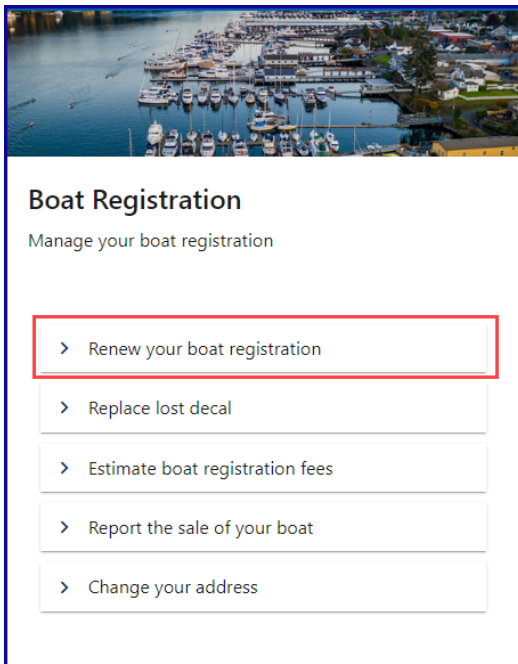 Boat Registration
Manage your boat registration
Renew your boat registration
Replace lost decal
Estimate boat registration fees
Report the sale of your boat
Change your address